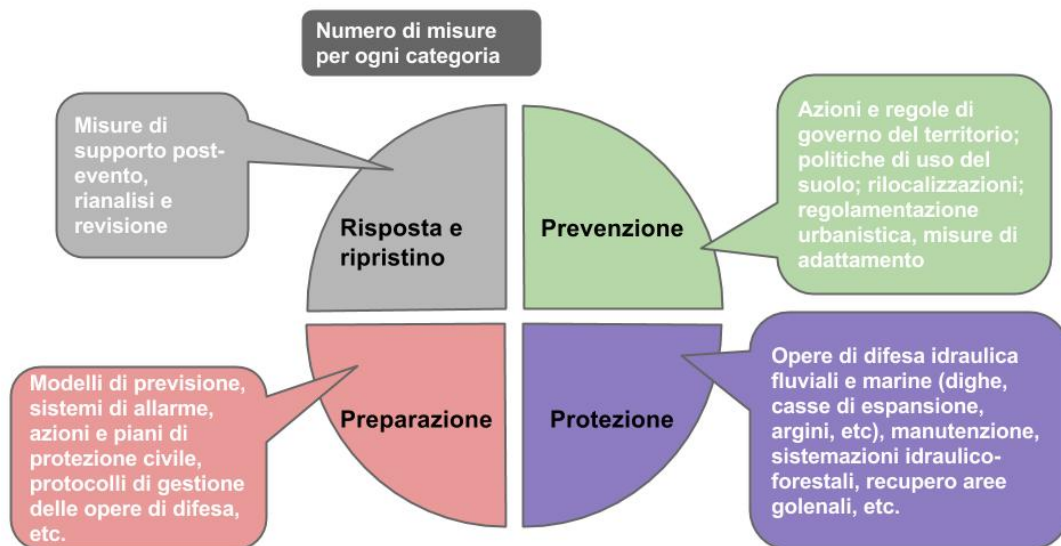 Numero di misure
per ogni categoria
Misure di
supporto post-
evento,
rianalisi e
revisione
Risposta e
ripristino
Prevenzione
Azioni e regole di
governo del territorio;
politiche di uso del
suolo; rilocalizzazioni;
regolamentazione
urbanistica, misure di
adattamento
Modelli di previsione,
sistemi di allarme,
azioni e piani di
protezione civile,
protocolli di gestione
delle opere di difesa,
etc.
Preparazione
Protezione
Opere di difesa idraulica
fluviali e marine (dighe,
casse di espansione,
argini, etc), manutenzione,
sistemazioni idraulico-
forestali, recupero aree
golenali, etc.